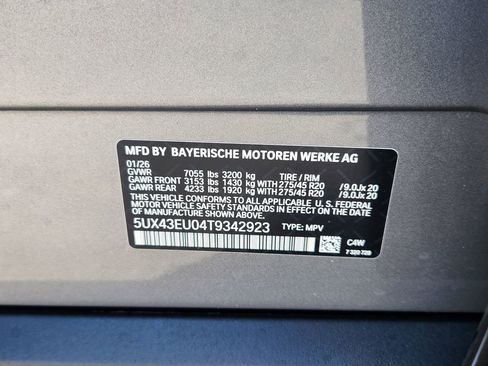 MFD BY BAYERISCHE MOTOREN WERKE AG
01/26
GVWR 7055 lbs 3200 kg TIRE / RIM
GAWR FRONT 3153 lbs 1430 kg WITH 275/45 R20 /9.0Jx 20
GAWR REAR 4233 lbs 1920 kg WITH 275/45 R20 /9.0Jx 20
THIS VEHICLE CONFORMS TO ALL APPLICABLE U.S. FEDERAL
MOTOR VEHICLE SAFETY STANDARDS IN EFFECT ON THE DATE
OF MANUFACTURE SHOWN ABOVE.
5UX43EU04T9342923 TYPE: MPV
C4W